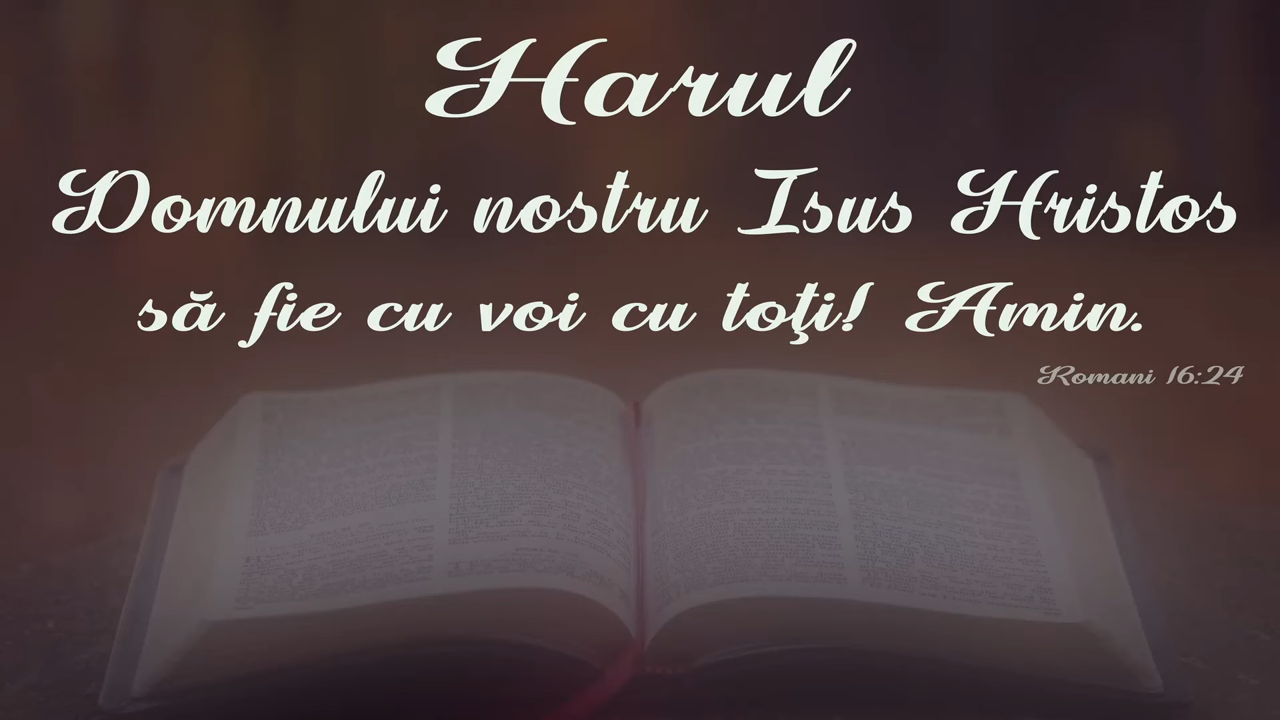 Harul
Domnului nostru Isus Hristos
să fie cu voi cu toţi! Amin.
Romani 16:24